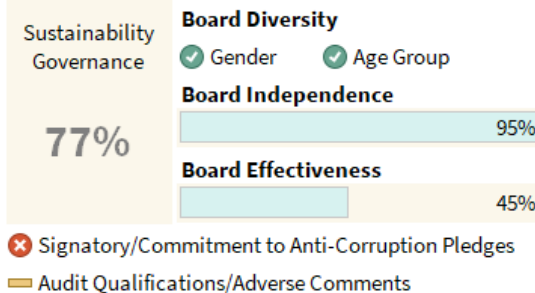 Sustainability
Governance
77%
Board Diversity
Gender
Age Group
Board Independence
95%
Board Effectiveness
45%
Signatory/Commitment to Anti-Corruption Pledges
Audit Qualifications/Adverse Comments